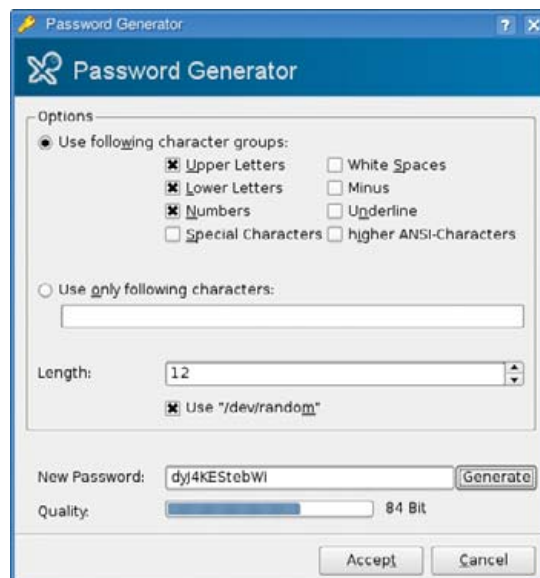 Password Generator
Password Generator
Options
Use following character groups:
Upper Letters White Spaces
Lower Letters Minus
Numbers Underline
Special Characters higher ANSI-Characters
Use only following characters:
Length: 12
Use "/dev/random"
New Password: dyJ4KEStebWi Generate
Quality: 84 Bit
Accept Cancel